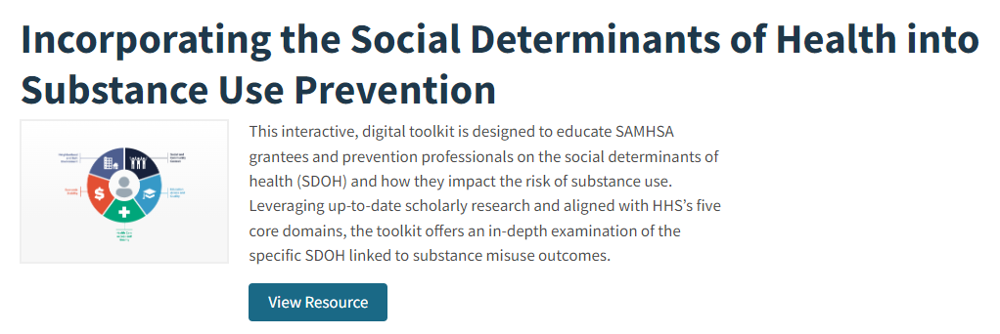 Incorporating the Social Determinants of Health into
Substance Use Prevention
This interactive, digital toolkit is designed to educate SAMHSA
grantees and prevention professionals on the social determinants of
health (SDOH) and how they impact the risk of substance use.
Leveraging up-to-date scholarly research and aligned with HHS’s five
core domains, the toolkit offers an in-depth examination of the
specific SDOH linked to substance misuse outcomes.
View Resource